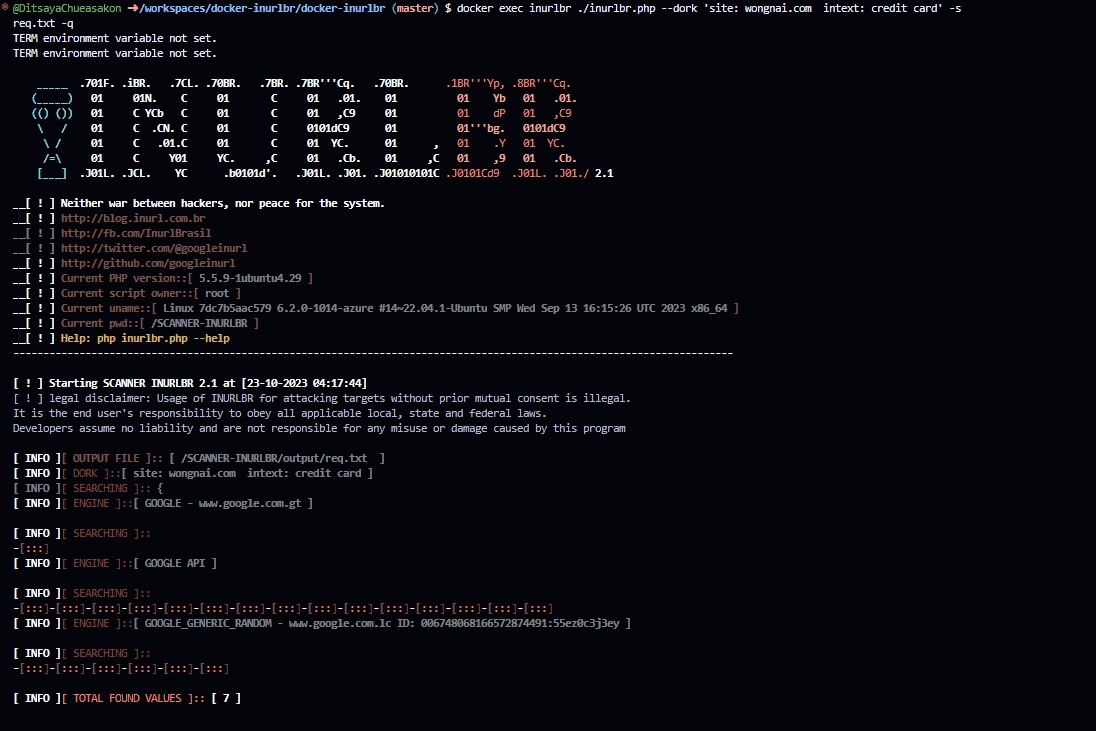 @DitsayaChueasakon ➜/workspaces/docker-inurlbr/docker-inurlbr (master) $ docker exec inurlbr ./inurlbr.php --dork 'site: wongnai.com  intext: credit card' -s
req.txt -q
TERM environment variable not set.
TERM environment variable not set.
 _____  .701F. .iBR.   .7CL. .70BR.   .7BR. .7BR'''Cq.   .70BR.      .1BR'''Yp, .8BR'''Cq.
(_____)   01     01N.    C     01       C     01   .01.    01          01    Yb   01   .01.
(() ())   01     C YCb   C     01       C     01   ,C9     01          01    dP   01   ,C9
 \   /    01     C  .CN. C     01       C     0101dC9      01          01'''bg.   0101dC9
  \ /     01     C   .01.C     01       C     01  YC.      01      ,   01    .Y   01  YC.
  /=\     01     C     Y01     YC.     ,C     01   .Cb.    01     ,C   01    ,9   01   .Cb.
 [___]  .J01L. .JCL.    YC      .b0101d'.   .J01L. .J01. .J01010101C .J0101Cd9  .J01L. .J01./ 2.1
__[ ! ] Neither war between hackers, nor peace for the system.
__[ ! ] http://blog.inurl.com.br
__[ ! ] http://fb.com/InurlBrasil
__[ ! ] http://twitter.com/@googleinurl
__[ ! ] http://github.com/googleinurl
__[ ! ] Current PHP version::[ 5.5.9-1ubuntu4.29 ]
__[ ! ] Current script owner::[ root ]
__[ ! ] Current uname::[ Linux 7dc7b5aac579 6.2.0-1014-azure #14~22.04.1-Ubuntu SMP Wed Sep 13 16:15:26 UTC 2023 x86_64 ]
__[ ! ] Current pwd::[ /SCANNER-INURLBR ]
__[ ! ] Help: php inurlbr.php --help
------------------------------------------------------------------------------------------------------------------------
[ ! ] Starting SCANNER INURLBR 2.1 at [23-10-2023 04:17:44]
[ ! ] legal disclaimer: Usage of INURLBR for attacking targets without prior mutual consent is illegal.
It is the end user's responsibility to obey all applicable local, state and federal laws.
Developers assume no liability and are not responsible for any misuse or damage caused by this program
[ INFO ][ OUTPUT FILE ]:: [ /SCANNER-INURLBR/output/req.txt  ]
[ INFO ][ DORK ]::[ site: wongnai.com  intext: credit card ]
[ INFO ][ SEARCHING ]:: {
[ INFO ][ ENGINE ]::[ GOOGLE - www.google.com.gt ]
[ INFO ][ SEARCHING ]::
-[:::]
[ INFO ][ ENGINE ]::[ GOOGLE API ]
[ INFO ][ SEARCHING ]::
-[:::]-[:::]-[:::]-[:::]-[:::]-[:::]-[:::]-[:::]-[:::]-[:::]-[:::]-[:::]-[:::]-[:::]-[:::]
[ INFO ][ ENGINE ]::[ GOOGLE_GENERIC_RANDOM - www.google.com.lc ID: 006748068166572874491:55ez0c3j3ey ]
[ INFO ][ SEARCHING ]::
-[:::]-[:::]-[:::]-[:::]-[:::]-[:::]
[ INFO ][ TOTAL FOUND VALUES ]:: [ 7 ]